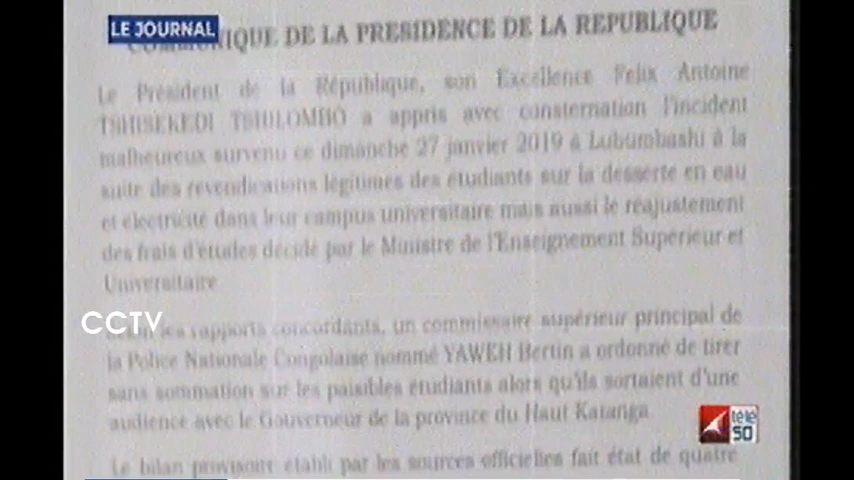 LE JOURNAL
COMMUNIQUE DE LA PRESIDENCE DE LA REPUBLIQUE
Le Président de la République, son Excellence Felix Antoine
TSHISEKEDI TSHILOMBO a appris avec consternation l'incident
malheureux survenu ce dimanche 27 janvier 2019 à Lubumbashi à la
suite des revendications légitimes des étudiants sur la desserte en eau
et électricité dans leur campus universitaire mais aussi le réajustement
des frais d'études décidé par le Ministre de l'Enseignement Supérieur et
Universitaire.
CCTV
Selon les rapports concordants, un commissaire supérieur principal de
la Police Nationale Congolaise nommé YAWEH Bertin a ordonné de tirer
sans sommation sur les paisibles étudiants alors qu'ils sortaient d'une
audience avec le Gouverneur de la province du Haut Katanga.
télé
50
Le bilan provisoire établi par les sources officielles fait état de quatre